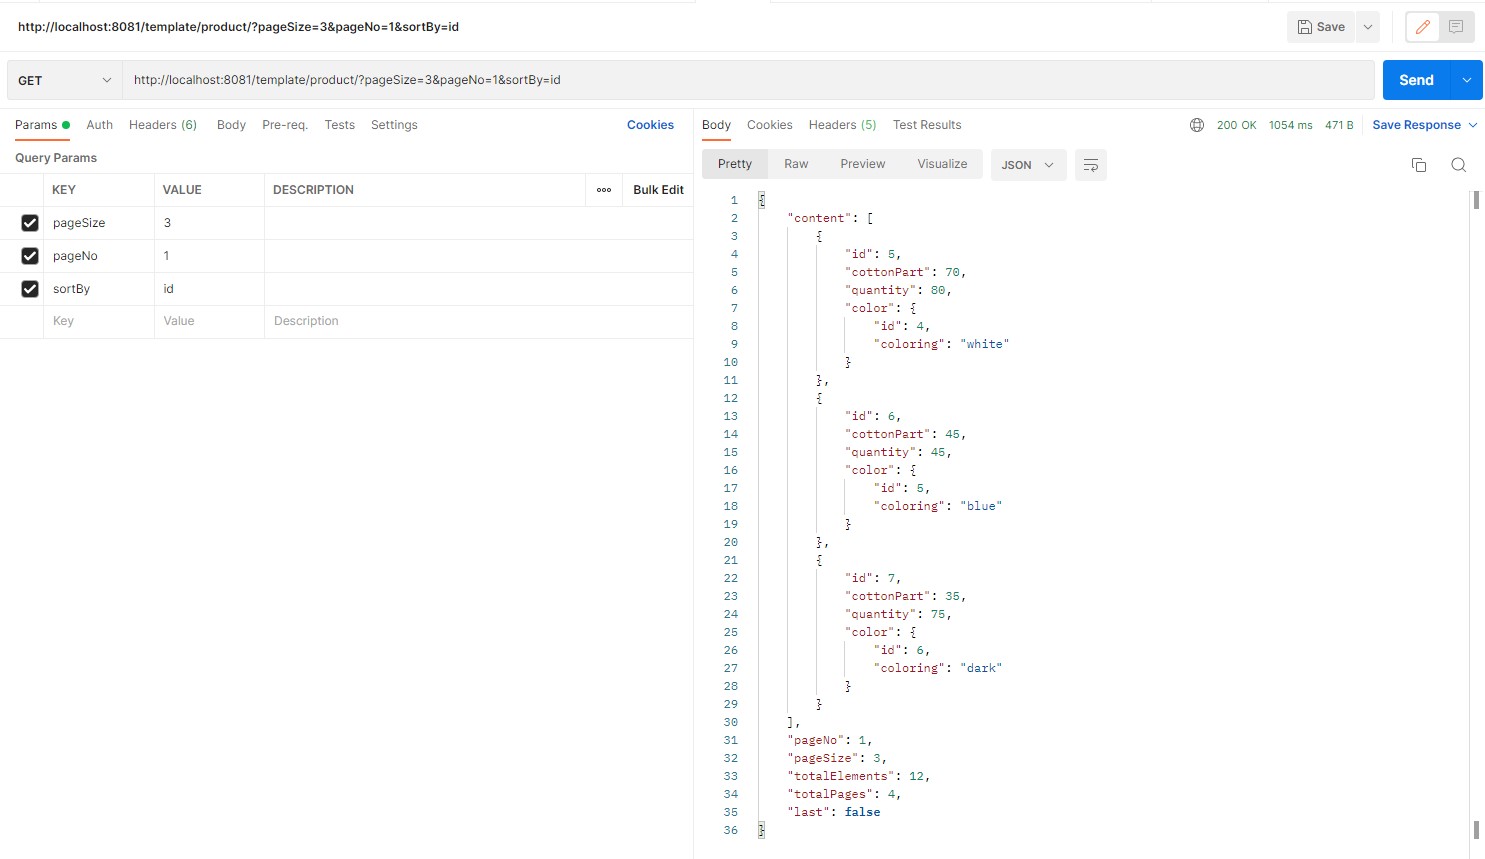 http://localhost:8081/template/product/?pageSize=3&pageNo=1&sortBy=id
Save
GET
http://localhost:8081/template/product/?pageSize=3&pageNo=1&sortBy=id
Send
Params Auth Headers (6) Body Pre-req. Tests Settings Cookies
Query Params
KEY VALUE DESCRIPTION ooo Bulk Edit
pageSize 3
pageNo 1
sortBy id
Key Value Description
Body Cookies Headers (5) Test Results 200 OK 1054 ms 471 B Save Response
Pretty Raw Preview Visualize JSON
1 {
2 "content": [
3 {
4 "id": 5,
5 "cottonPart": 70,
6 "quantity": 80,
7 "color": {
8 "id": 4,
9 "coloring": "white"
10 }
11 },
12 {
13 "id": 6,
14 "cottonPart": 45,
15 "quantity": 45,
16 "color": {
17 "id": 5,
18 "coloring": "blue"
19 }
20 },
21 {
22 "id": 7,
23 "cottonPart": 35,
24 "quantity": 75,
25 "color": {
26 "id": 6,
27 "coloring": "dark"
28 }
29 }
30 ],
31 "pageNo": 1,
32 "pageSize": 3,
33 "totalElements": 12,
34 "totalPages": 4,
35 "last": false
36 }